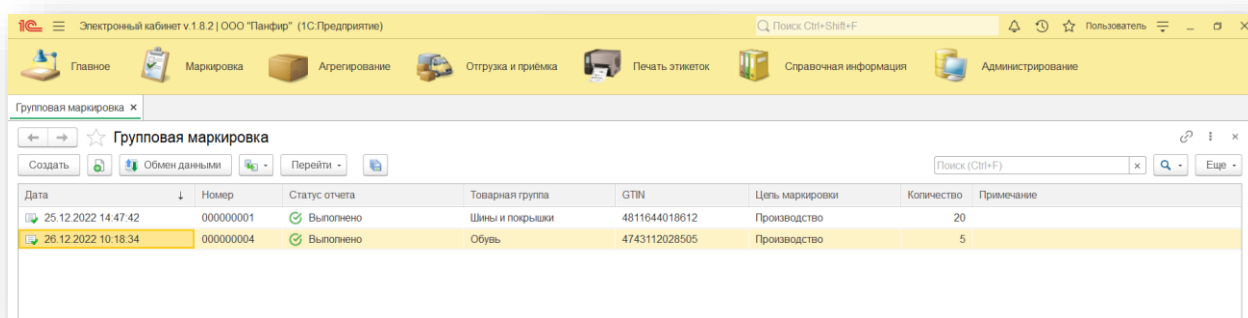 Электронный кабинет v.1.8.2 | ООО "Панфир" (1С:Предприятие) Поиск Ctrl+Shift+F Пользователь
Главное Маркировка Агрегирование Отгрузка и приёмка Печать этикеток Справочная информация Администрирование
Групповая маркировка ×
Групповая маркировка
Создать Обмен данными Перейти Поиск (Ctrl+F) × Еще
Дата ↓ Номер Статус отчета Товарная группа GTIN Цель маркировки Количество Примечание
25.12.2022 14:47:42 000000001 Выполнено Шины и покрышки 4811644018612 Производство 20
26.12.2022 10:18:34 000000004 Выполнено Обувь 4743112028505 Производство 5